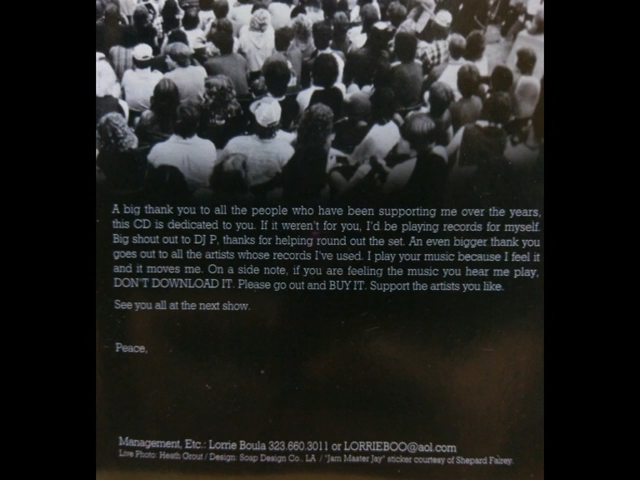 A big thank you to all the people who have been supporting me over the years,
this CD is dedicated to you. If it weren't for you, I'd be playing records for myself.
Big shout out to DJ P, thanks for helping round out the set. An even bigger thank you
goes out to all the artists whose records I've used. I play your music because I feel it
and it moves me. On a side note, if you are feeling the music you hear me play,
DON'T DOWNLOAD IT. Please go out and BUY IT. Support the artists you like.
See you all at the next show.
Peace,
Management, Etc.: Lorrie Boula 323.660.3011 or LORRIEBOO@aol.com
Live Photo: Heath Grout / Design: Soap Design Co., LA / "Jam Master Jay" sticker courtesy of Shepard Fairey.